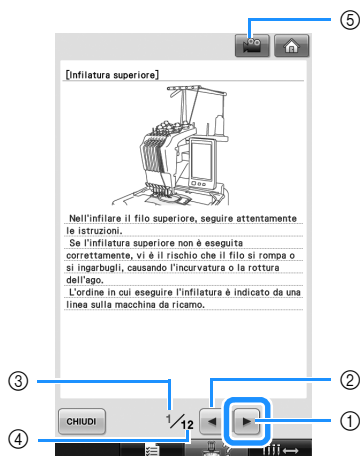 ⑤
[Infilatura superiore]
Nell'infilare il filo superiore, seguire attentamente
le istruzioni.
Se l'infilatura superiore non è eseguita
correttamente, vi è il rischio che il filo si rompa o
si ingarbugli, causando l'incurvatura o la rottura
dell'ago.
L'ordine in cui eseguire l'infilatura è indicato da una
linea sulla macchina da ricamo.
③
②
CHIUDI
1/12
①
④
?